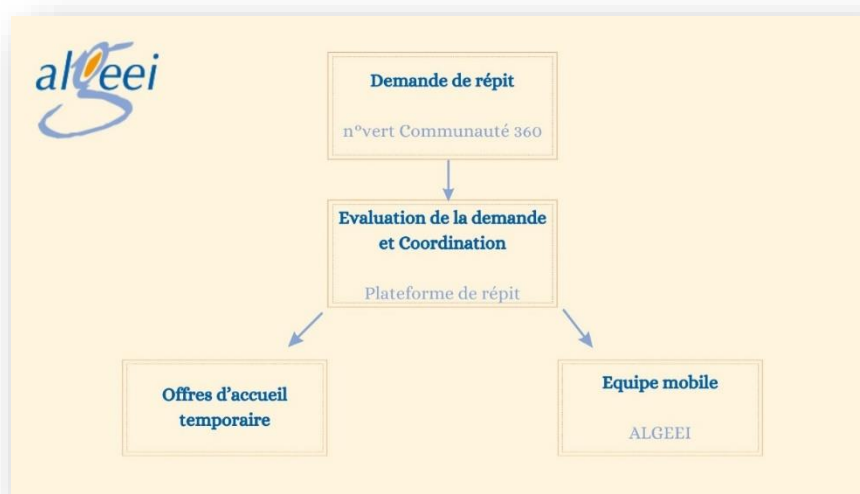 algeei
Demande de répit
n°vert Communauté 360
Evaluation de la demande
et Coordination
Plateforme de répit
Offres d'accueil
temporaire
Equipe mobile
ALGEEI